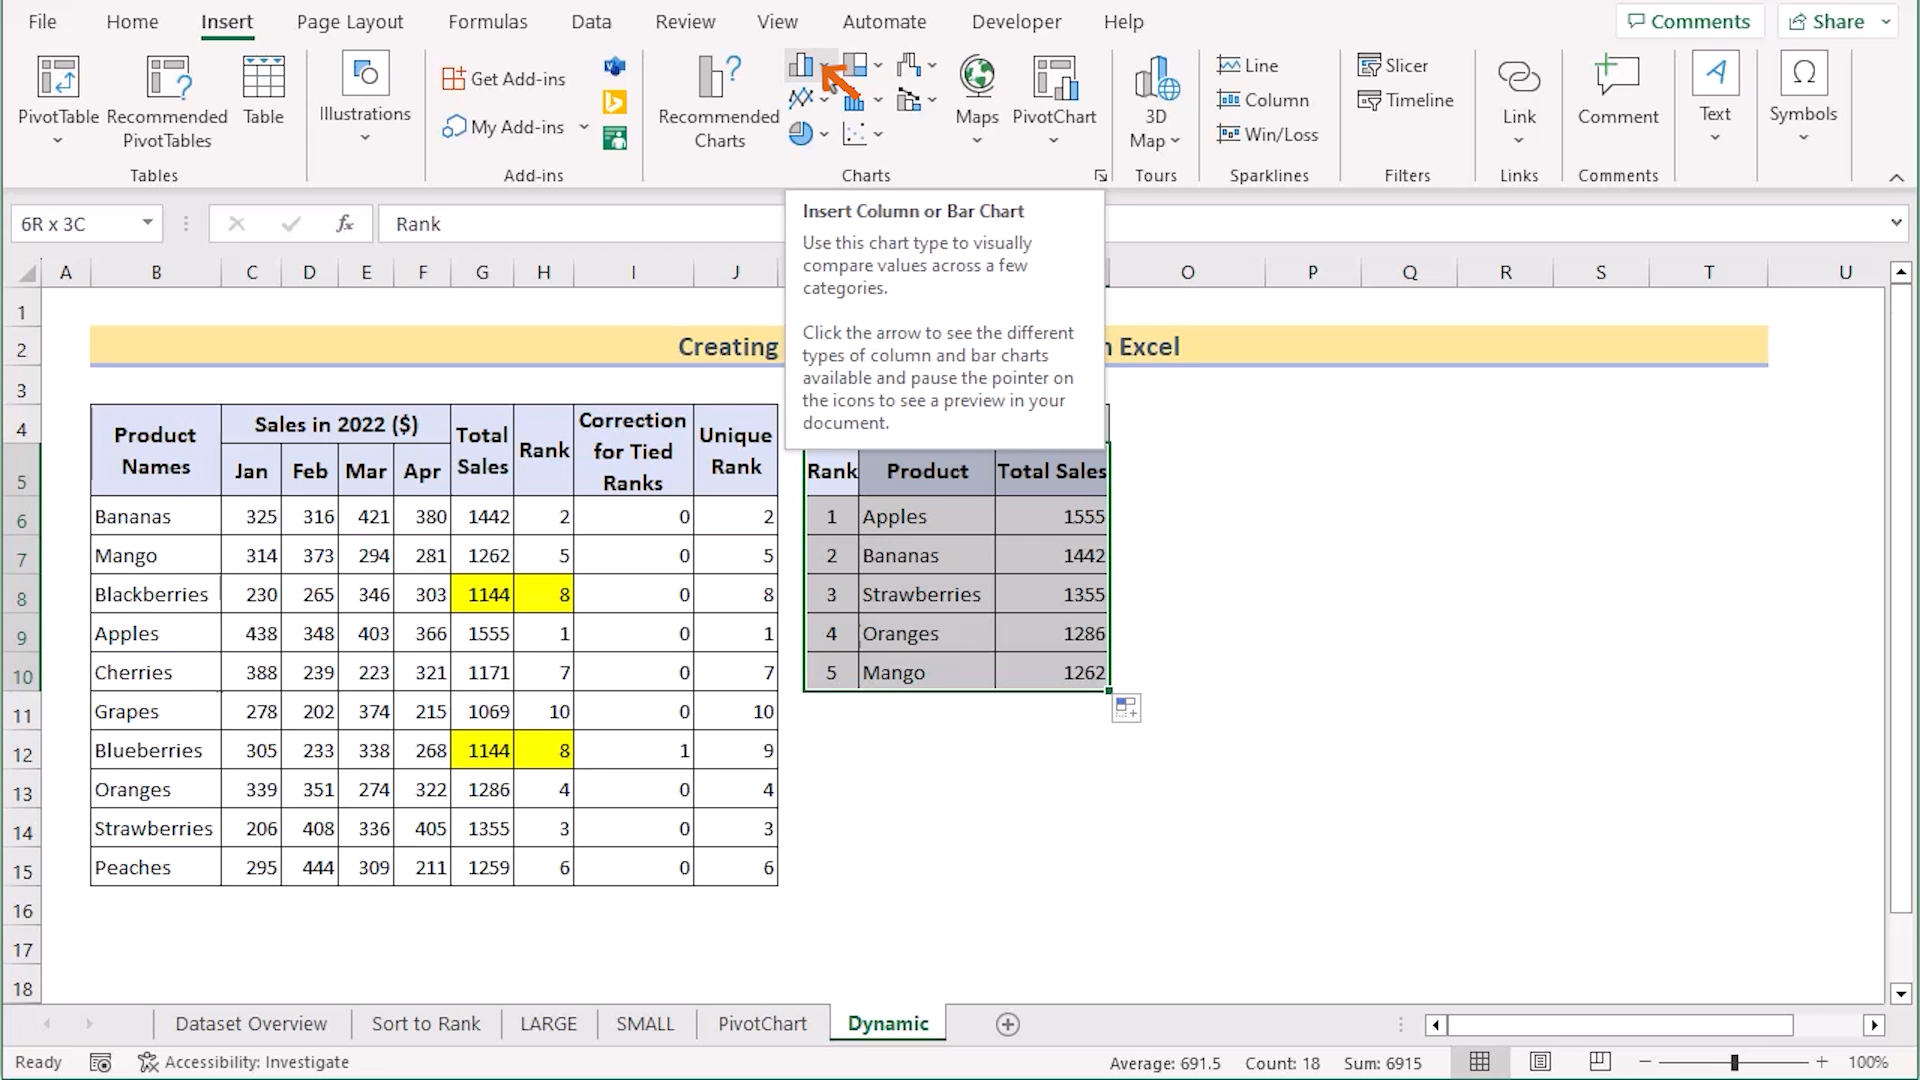 File Home Insert Page Layout Formulas Data Review View Automate Developer Help Comments Share
PivotTable Recommended PivotTables Table
Illustrations
Get Add-ins
My Add-ins
Recommended Charts
Maps PivotChart
3D Map
Line
Column
Win/Loss
Slicer
Timeline
Link
Comment
Text
Symbols
Tables Add-ins Charts Tours Sparklines Filters Links Comments
6R x 3C fx Rank
Insert Column or Bar Chart
Use this chart type to visually
compare values across a few
categories.
Click the arrow to see the different
types of column and bar charts
available and pause the pointer on
the icons to see a preview in your
document.
A B C D E F G H I J O P Q R S T U
1
2 Creating n Excel
3
4 Product Names Sales in 2022 ($) Total Sales Rank Correction for Tied Ranks Unique Rank
5 Jan Feb Mar Apr Rank Product Total Sales
6 Bananas 325 316 421 380 1442 2 0 2 1 Apples 1555
7 Mango 314 373 294 281 1262 5 0 5 2 Bananas 1442
8 Blackberries 230 265 346 303 1144 8 0 8 3 Strawberries 1355
9 Apples 438 348 403 366 1555 1 0 1 4 Oranges 1286
10 Cherries 388 239 223 321 1171 7 0 7 5 Mango 1262
11 Grapes 278 202 374 215 1069 10 0 10
12 Blueberries 305 233 338 268 1144 8 1 9
13 Oranges 339 351 274 322 1286 4 0 4
14 Strawberries 206 408 336 405 1355 3 0 3
15 Peaches 295 444 309 211 1259 6 0 6
16
17
18
Dataset Overview Sort to Rank LARGE SMALL PivotChart Dynamic
Ready Accessibility: Investigate Average: 691.5 Count: 18 Sum: 6915 100%